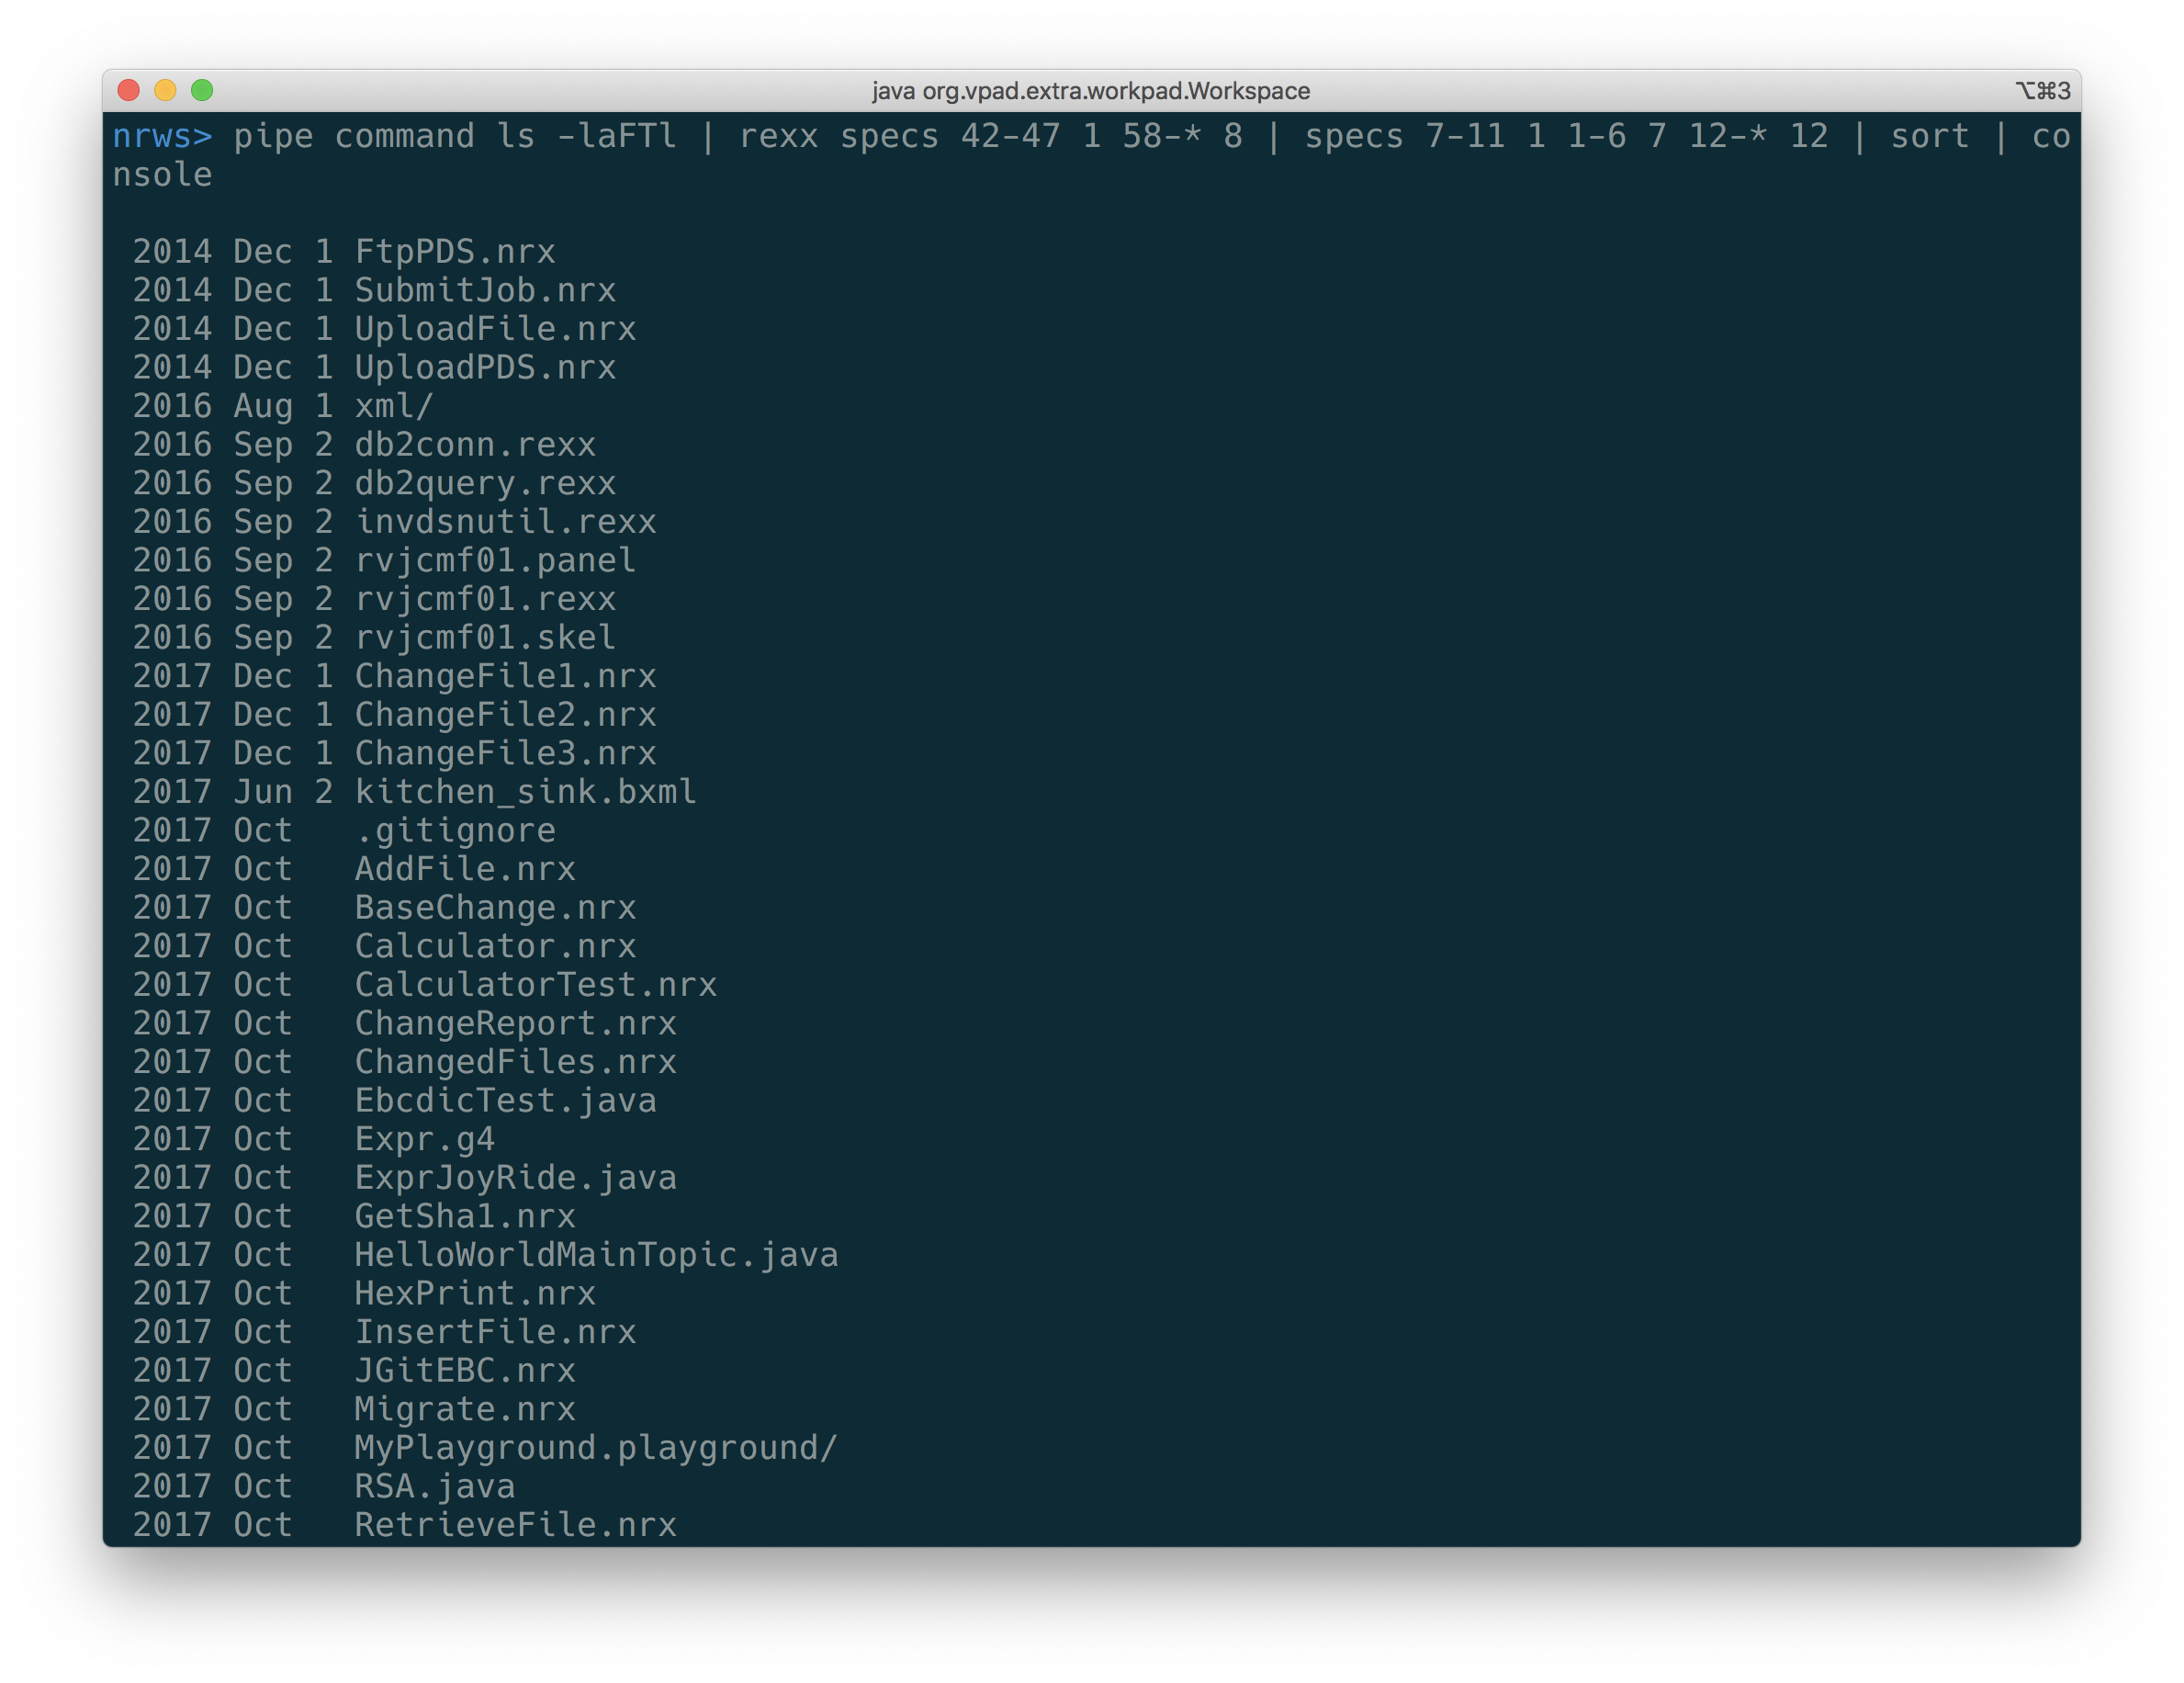 java org.vpad.extra.workpad.Workspace ⌥⌘3
nrws> pipe command ls -laFTl | rexx specs 42-47 1 58-* 8 | specs 7-11 1 1-6 7 12-* 12 | sort | co
nsole
2014 Dec 1 FtpPDS.nrx
2014 Dec 1 SubmitJob.nrx
2014 Dec 1 UploadFile.nrx
2014 Dec 1 UploadPDS.nrx
2016 Aug 1 xml/
2016 Sep 2 db2conn.rexx
2016 Sep 2 db2query.rexx
2016 Sep 2 invdsnutil.rexx
2016 Sep 2 rvjcmf01.panel
2016 Sep 2 rvjcmf01.rexx
2016 Sep 2 rvjcmf01.skel
2017 Dec 1 ChangeFile1.nrx
2017 Dec 1 ChangeFile2.nrx
2017 Dec 1 ChangeFile3.nrx
2017 Jun 2 kitchen_sink.bxml
2017 Oct   .gitignore
2017 Oct   AddFile.nrx
2017 Oct   BaseChange.nrx
2017 Oct   Calculator.nrx
2017 Oct   CalculatorTest.nrx
2017 Oct   ChangeReport.nrx
2017 Oct   ChangedFiles.nrx
2017 Oct   EbcdicTest.java
2017 Oct   Expr.g4
2017 Oct   ExprJoyRide.java
2017 Oct   GetSha1.nrx
2017 Oct   HelloWorldMainTopic.java
2017 Oct   HexPrint.nrx
2017 Oct   InsertFile.nrx
2017 Oct   JGitEBC.nrx
2017 Oct   Migrate.nrx
2017 Oct   MyPlayground.playground/
2017 Oct   RSA.java
2017 Oct   RetrieveFile.nrx